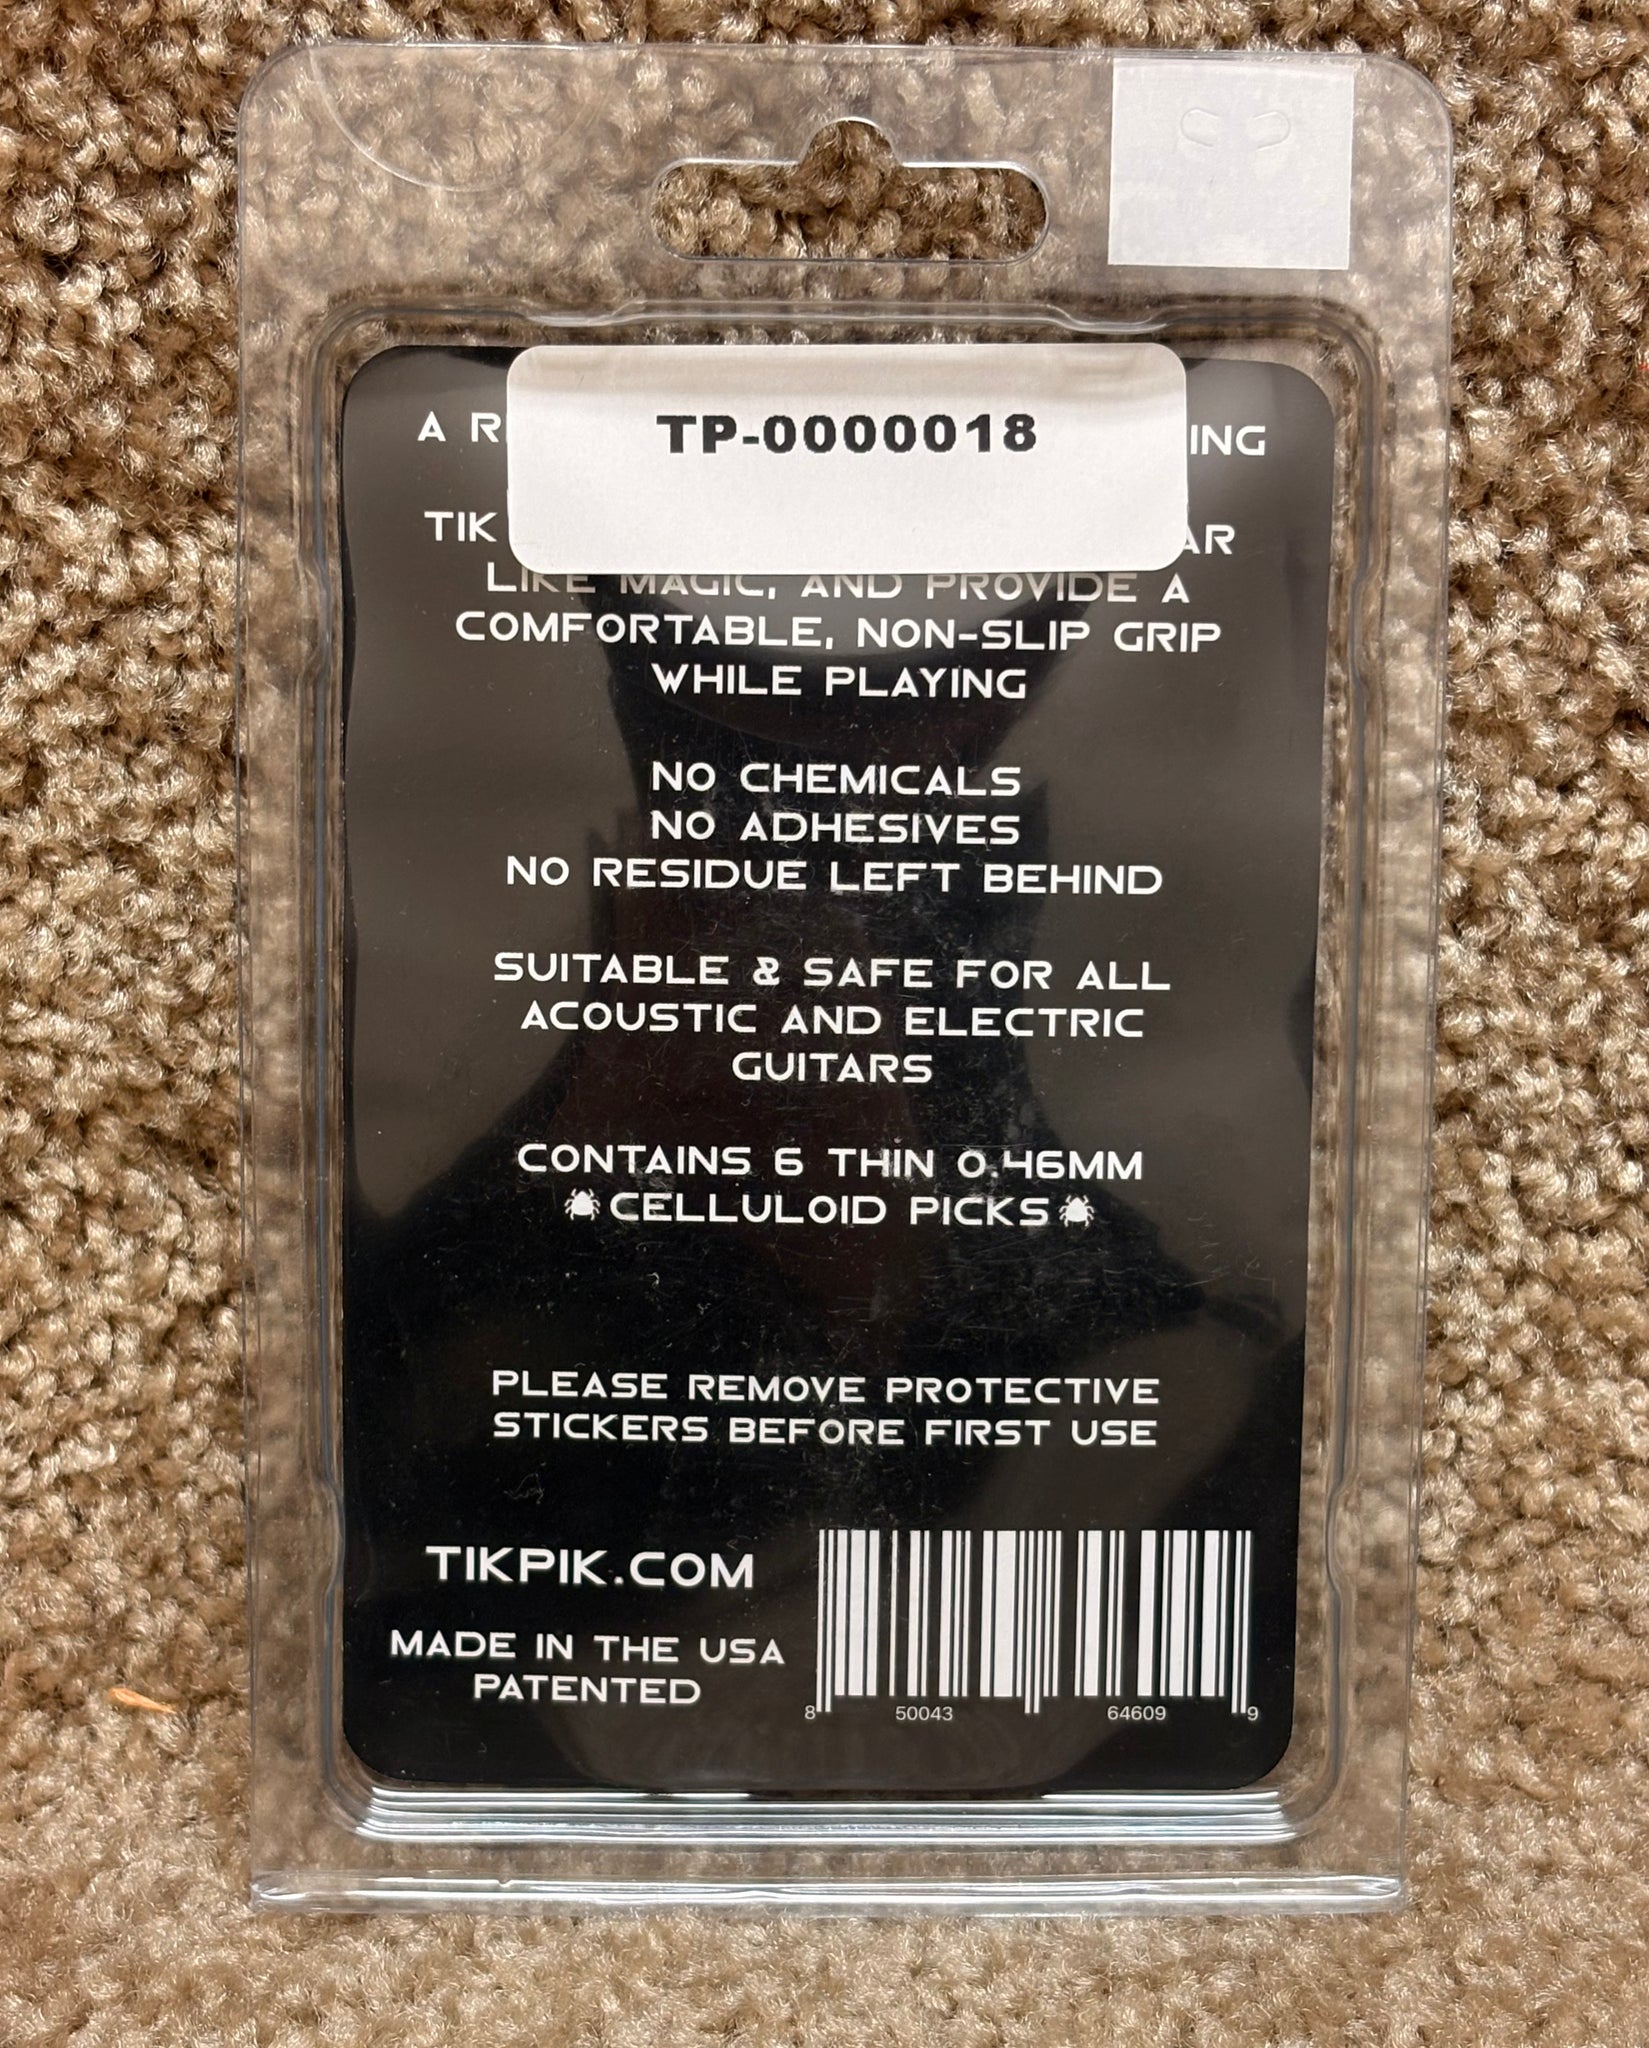 TP-0000018
A R ING
TIK AR
LIKE MAGIC, AND PROVIDE A
COMFORTABLE, NON-SLIP GRIP
WHILE PLAYING
NO CHEMICALS
NO ADHESIVES
NO RESIDUE LEFT BEHIND
SUITABLE & SAFE FOR ALL
ACOUSTIC AND ELECTRIC
GUITARS
CONTAINS 6 THIN 0.46MM
CELLULOID PICKS
PLEASE REMOVE PROTECTIVE
STICKERS BEFORE FIRST USE
TIKPIK.COM
MADE IN THE USA
PATENTED
8 50043 64609 9